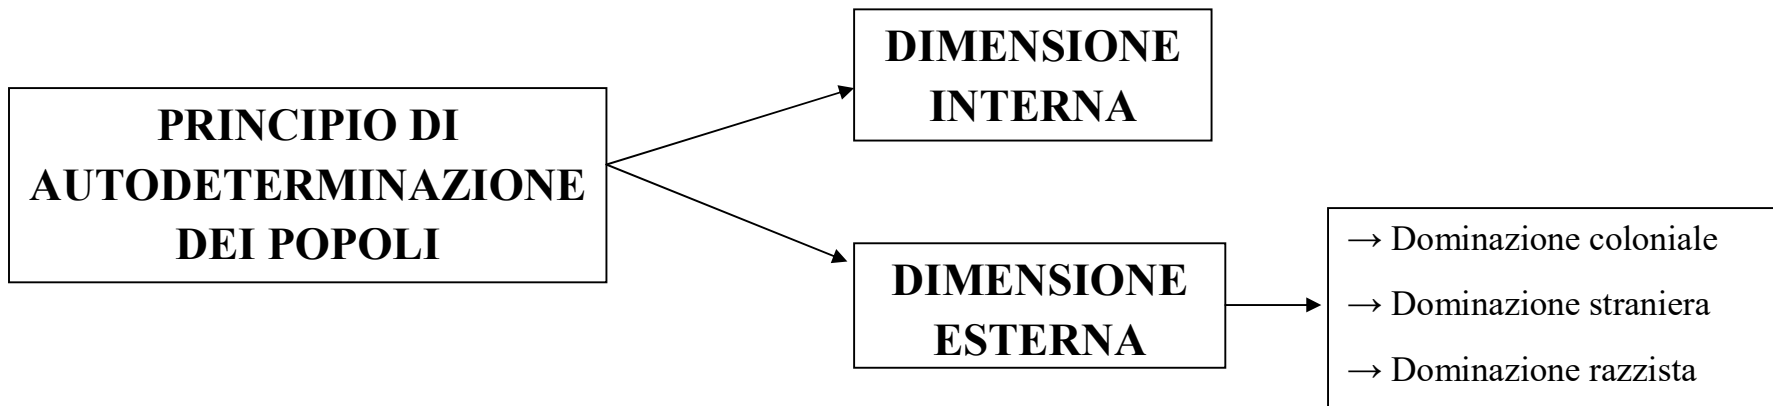 PRINCIPIO DI
AUTODETERMINAZIONE
DEI POPOLI
DIMENSIONE
INTERNA
DIMENSIONE
ESTERNA
→ Dominazione coloniale
→ Dominazione straniera
→ Dominazione razzista